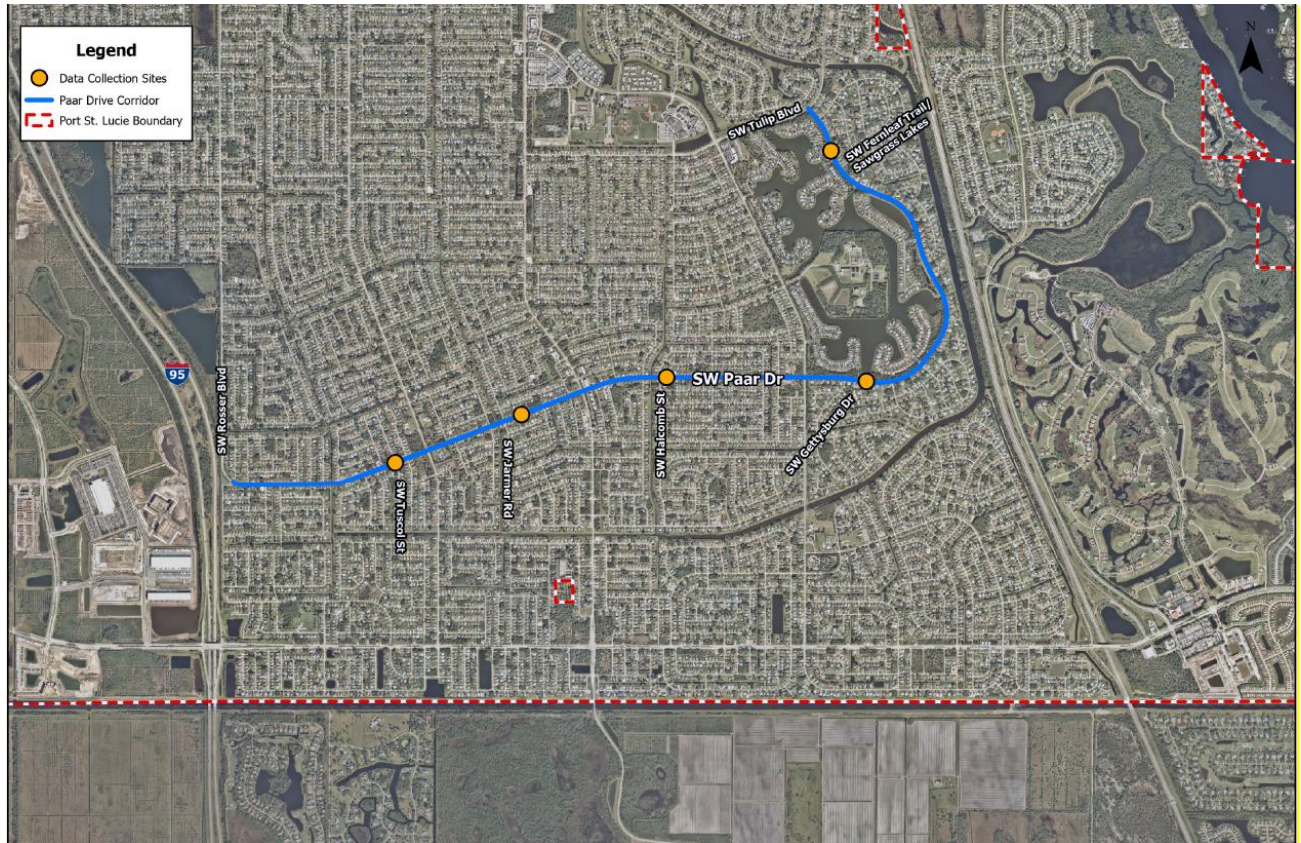 Legend
Data Collection Sites
Paar Drive Corridor
Port St. Lucie Boundary
N
SW Tulip Blvd
SW Fernleaf Trail/
Sawgrass Lakes
95
SW Rosser Blvd
SW Paar Dr
SW Halcomb St
SW Gettysburg Dr
SW Jarmer Rd
SW Tuscol St